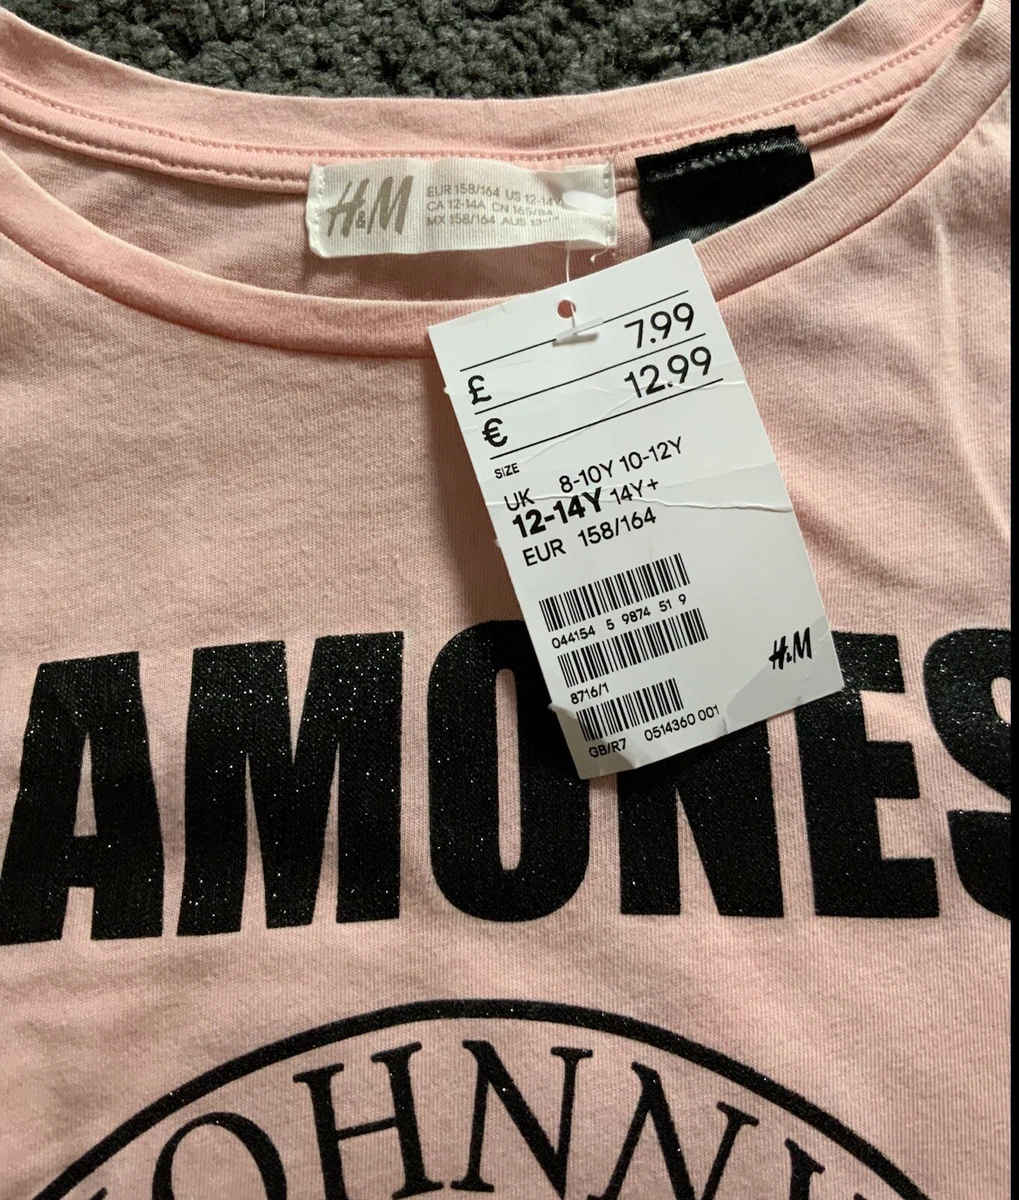 H&M
EUR 158/164 US 12-14Y
CA 12-14A CN 165/84
MX 158/164 AUS
7.99
£
12.99
€
SIZE
UK 8-10Y 10-12Y
12-14Y 14Y+
EUR 158/164
044154 5 9874 51 9
8716/1
GB/R7 0514360 001
H&M
AMONES
JOHNN